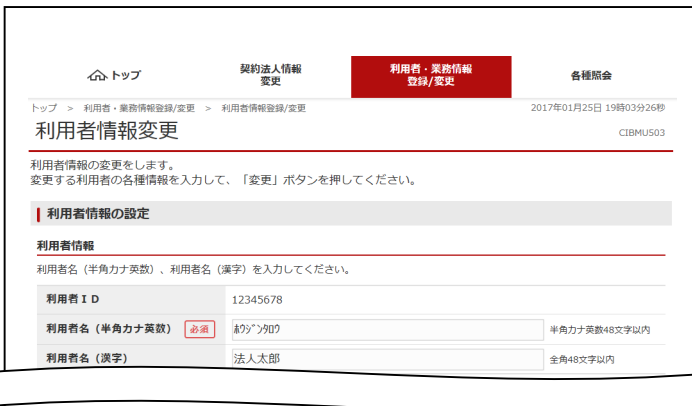 トップ
契約法人情報
変更
利用者・業務情報
登録/変更
各種照会
トップ > 利用者・業務情報登録/変更 > 利用者情報登録/変更
2017年01月25日 19時03分26秒
利用者情報変更
CIBMUS03
利用者情報の変更をします。
変更する利用者の各種情報を入力して、「変更」ボタンを押してください。
利用者情報の設定
利用者情報
利用者名（半角カナ英数）、利用者名（漢字）を入力してください。
利用者ＩＤ 12345678
利用者名（半角カナ英数） 必須 ﾎｳｼﾞﾝﾀﾛｳ 半角カナ英数48文字以内
利用者名（漢字） 法人太郎 全角48文字以内